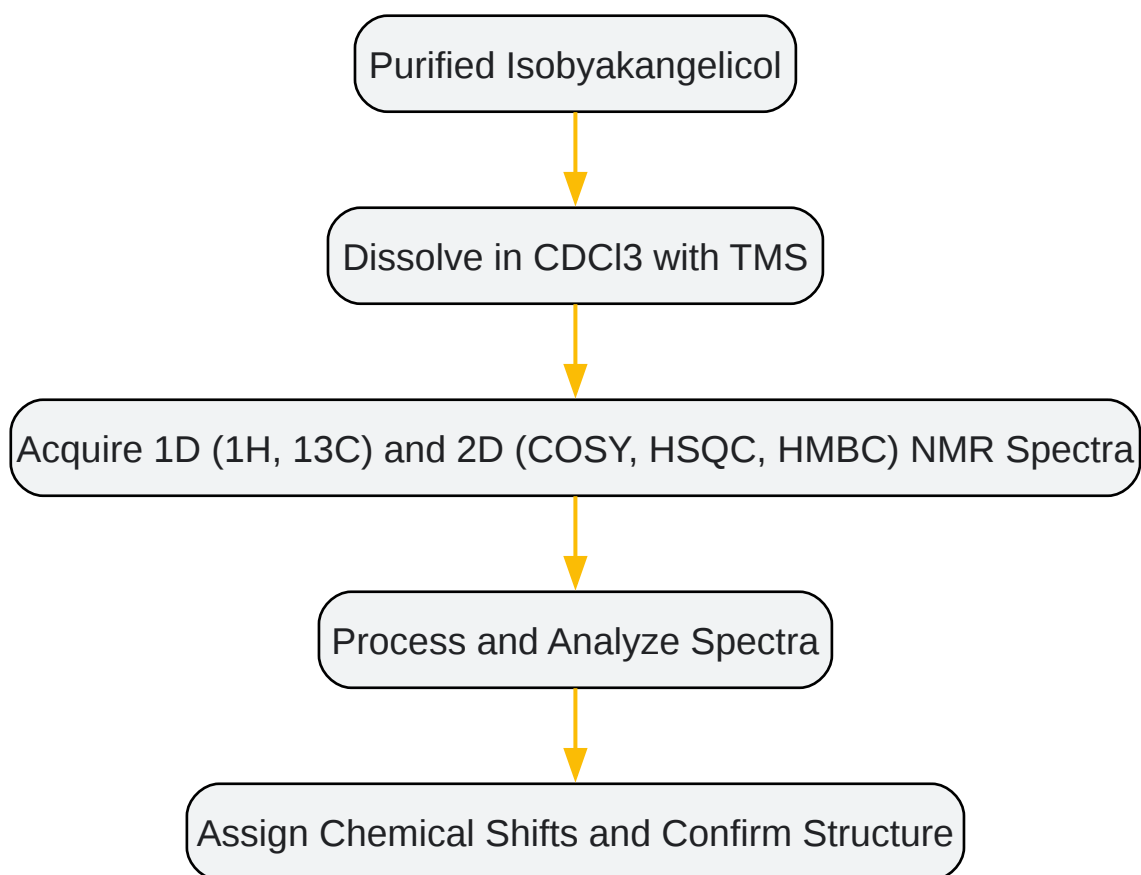 Purified Isobyakangelicol
Dissolve in CDCl3 with TMS
Acquire 1D (1H, 13C) and 2D (COSY, HSQC, HMBC) NMR Spectra
Process and Analyze Spectra
Assign Chemical Shifts and Confirm Structure